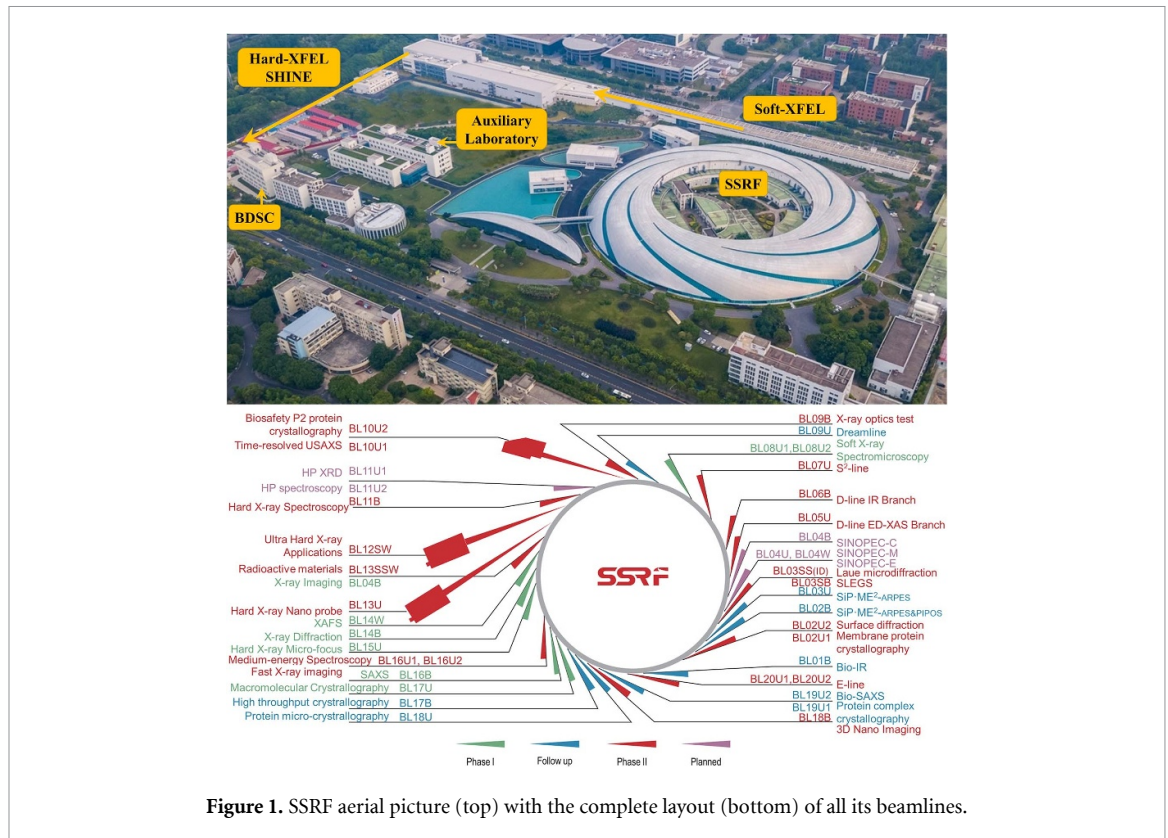 Hard-XFEL
SHINE
Soft-XFEL
Auxiliary
Laboratory
SSRF
BDSC
Biosafety P2 protein
crystallography BL10U2
Time-resolved USAXS BL10U1
HP XRD BL11U1
HP spectroscopy BL11U2
Hard X-ray Spectroscopy BL11B
Ultra Hard X-ray
Applications BL12SW
Radioactive materials BL13SSW
X-ray Imaging BL04B
Hard X-ray Nano probe BL13U
XAFS BL14W
X-ray Diffraction BL14B
Hard X-ray Micro-focus BL15U
Medium-energy Spectroscopy BL16U1, BL16U2
Fast X-ray imaging
SAXS BL16B
Macromolecular Crystallography BL17U
High throughput crystrallography BL17B
Protein micro-crystallography BL18U
SSRF
BL09B X-ray optics test
BL09U Dreamline
BL08U1,BL08U2 Soft X-ray
Spectromicroscopy
BL07U S²-line
BL06B D-line IR Branch
BL05U D-line ED-XAS Branch
BL04B SINOPEC-C
BL04U, BL04W SINOPEC-M
SINOPEC-E
BL03SS(ID) Laue microdiffraction
BL03SB SLEGS
BL03U SiP·ME²-ARPES
BL02B SiP·ME²-ARPES&PIPOS
BL02U2 Surface diffraction
BL02U1 Membrane protein
crystallography
BL01B Bio-IR
BL20U1,BL20U2 E-line
BL19U2 Bio-SAXS
BL19U1 Protein complex
crystallography
BL18B 3D Nano Imaging
Phase I Follow up Phase II Planned
Figure 1. SSRF aerial picture (top) with the complete layout (bottom) of all its beamlines.